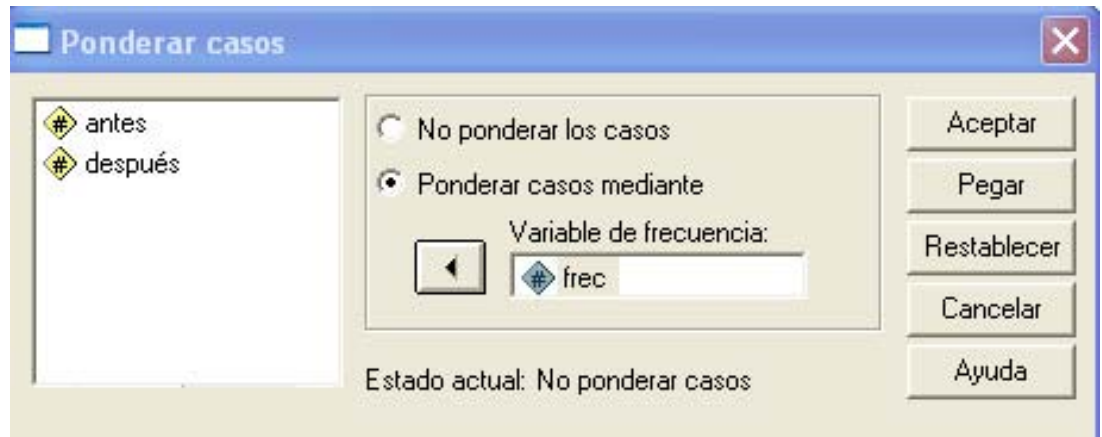 Ponderar casos
# antes
# después
No ponderar los casos
Ponderar casos mediante
Variable de frecuencia:
# frec
Estado actual: No ponderar casos
Aceptar
Pegar
Restablecer
Cancelar
Ayuda